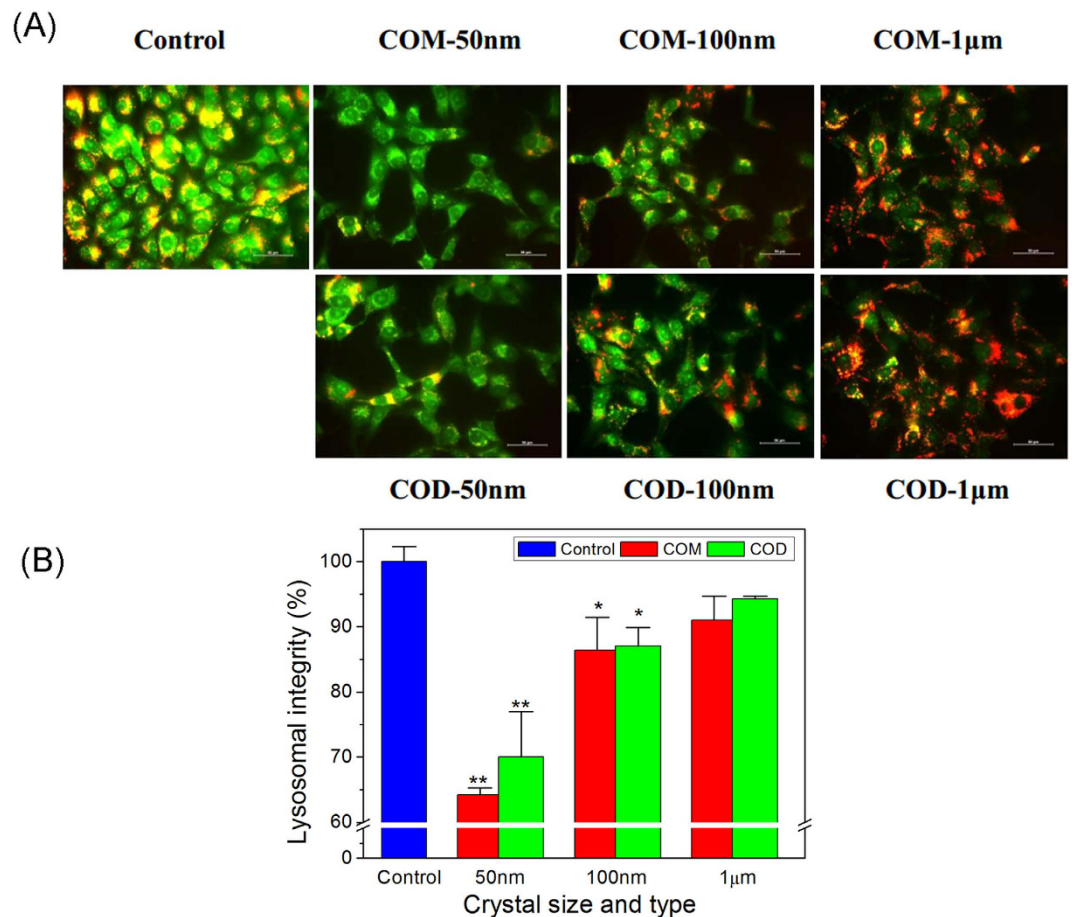 (A)
Control COM-50nm COM-100nm COM-1μm
COD-50nm COD-100nm COD-1μm
(B)
Control COM COD
Lysosomal integrity (%)
100
90
80
70
60
0
** ** * *
Control 50nm 100nm 1μm
Crystal size and type